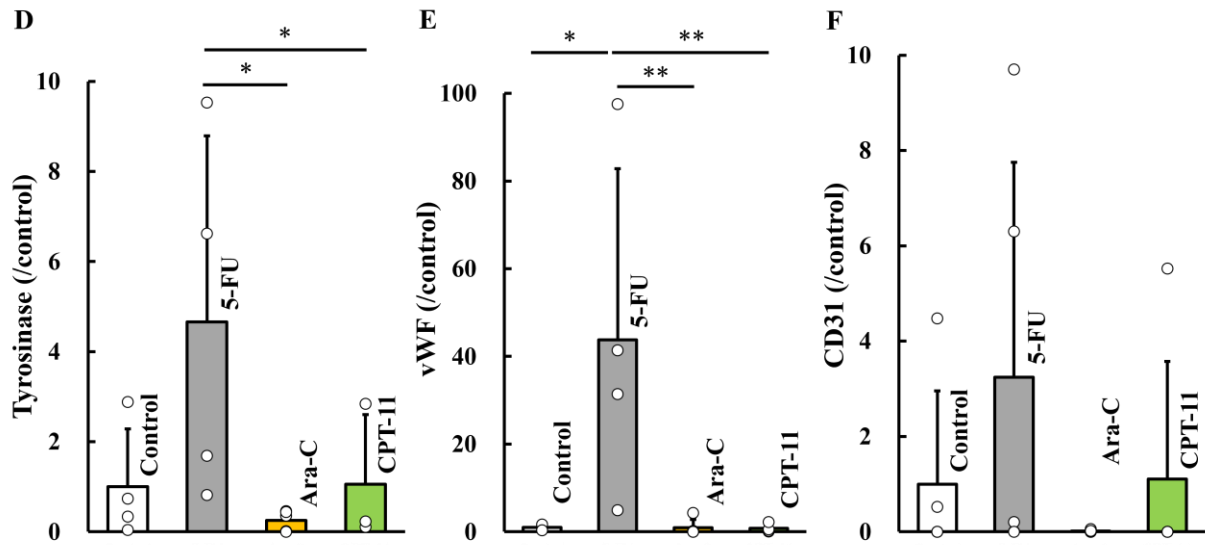 D
*
*
10
8
6
4
2
0
Tyrosinase (/control)
Control
5-FU
Ara-C
CPT-11
E
*
**
**
100
80
60
40
20
0
vWF (/control)
Control
5-FU
Ara-C
CPT-11
F
10
8
6
4
2
0
CD31 (/control)
Control
5-FU
Ara-C
CPT-11